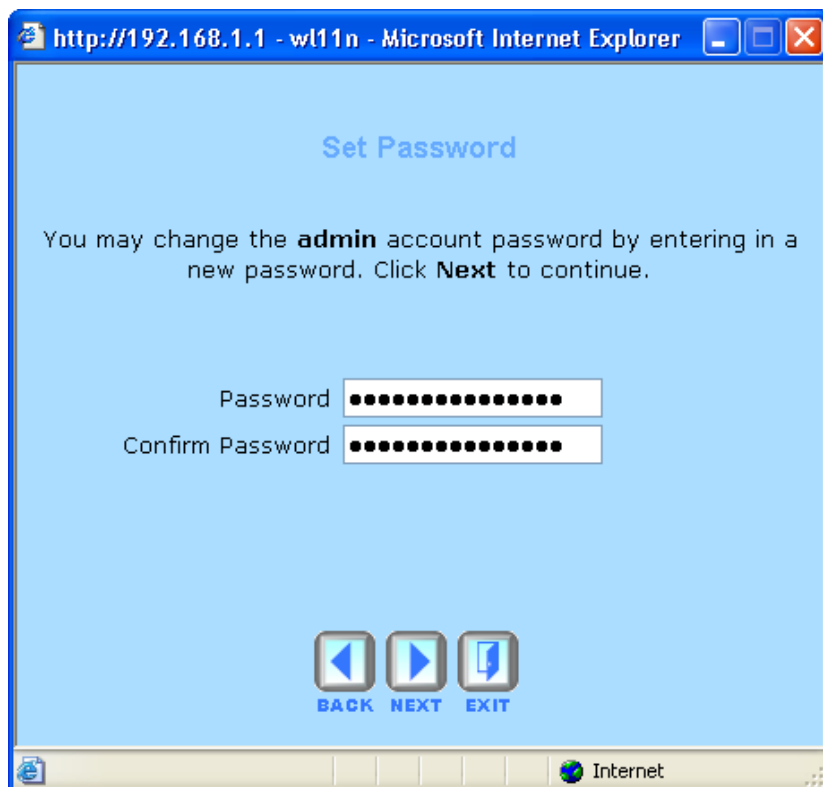 http://192.168.1.1 - wl11n - Microsoft Internet Explorer
Set Password
You may change the admin account password by entering in a
new password. Click Next to continue.
Password ●●●●●●●●●●●●●●●
Confirm Password ●●●●●●●●●●●●●●●
BACK NEXT EXIT
Internet